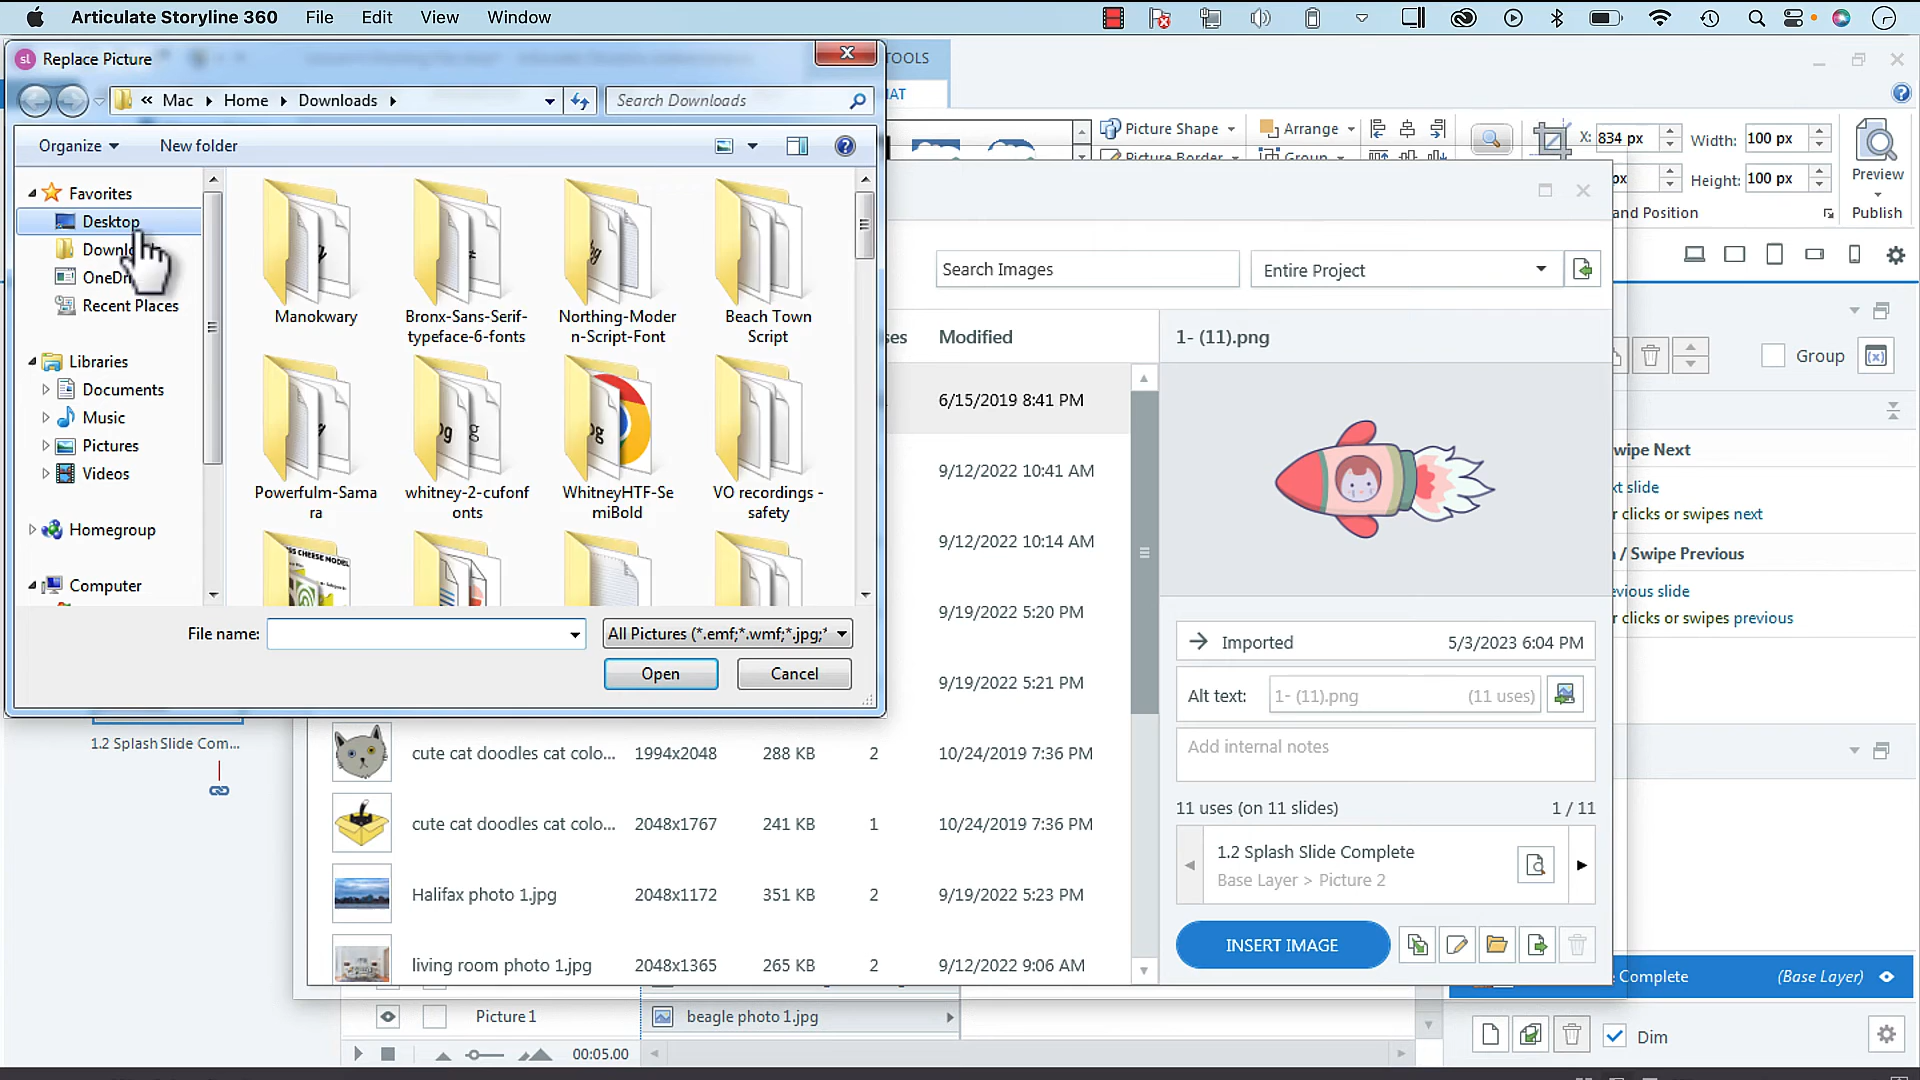 Articulate Storyline 360 File Edit View Window
sl Replace Picture
« Mac Home Downloads Search Downloads
Organize New folder
Favorites
Desktop
Recent Places
Libraries
Documents
Music
Pictures
Videos
Homegroup
Computer
Manokwary
Bronx-Sans-Serif-
typeface-6-fonts
Northing-Moder
n-Script-Font
Beach Town
Script
Powerfulm-Sama
ra
whitney-2-cufonf
onts
WhitneyHTF-Se
miBold
VO recordings -
safety
File name: All Pictures (*.emf;*.wmf;*.jpg;*
Open Cancel
OOLS
Picture Shape Arrange X: 834 px Width: 100 px
Picture Border Group px Height: 100 px
and Position
Preview
Publish
Search Images Entire Project
Modified 1- (11).png
6/15/2019 8:41 PM
9/12/2022 10:41 AM
9/12/2022 10:14 AM
9/19/2022 5:20 PM
9/19/2022 5:21 PM
cute cat doodles cat colo... 1994x2048 288 KB 2 10/24/2019 7:36 PM
cute cat doodles cat colo... 2048x1767 241 KB 1 10/24/2019 7:36 PM
Halifax photo 1.jpg 2048x1172 351 KB 2 9/19/2022 5:23 PM
living room photo 1.jpg 2048x1365 265 KB 2 9/12/2022 9:06 AM
Imported 5/3/2023 6:04 PM
Alt text: 1- (11).png (11 uses)
Add internal notes
11 uses (on 11 slides) 1 / 11
1.2 Splash Slide Complete
Base Layer > Picture 2
INSERT IMAGE
Group
wipe Next
xt slide
r clicks or swipes next
/ Swipe Previous
evious slide
r clicks or swipes previous
1.2 Splash Slide Com...
Complete (Base Layer)
Picture 1 beagle photo 1.jpg
00:05.00
Dim